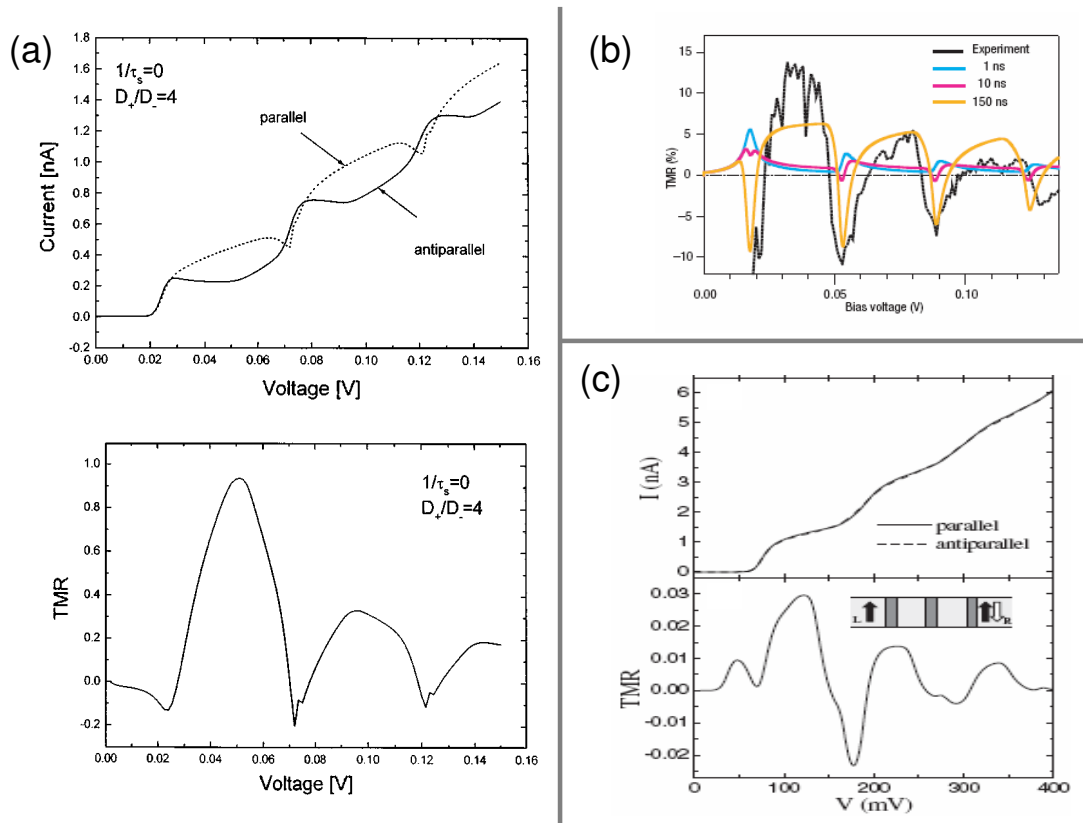 (a)
1/τs=0
D+/D-=4
parallel
antiparallel
Current [nA]
1.8
1.6
1.4
1.2
1.0
0.8
0.6
0.4
0.2
0.0
-0.2
0.00 0.02 0.04 0.06 0.08 0.10 0.12 0.14 0.16
Voltage [V]
1/τs=0
D+/D-=4
TMR
1.0
0.8
0.6
0.4
0.2
0.0
-0.2
0.00 0.02 0.04 0.06 0.08 0.10 0.12 0.14 0.16
Voltage [V]
(b)
Experiment
1 ns
10 ns
150 ns
TMR (%)
15
10
5
0
−5
−10
0.00 0.05 0.10
Bias voltage (V)
(c)
I (nA)
6
5
4
3
2
1
0
parallel
antiparallel
L R
TMR
0.03
0.02
0.01
0.00
-0.01
-0.02
0 100 200 300 400
V (mV)